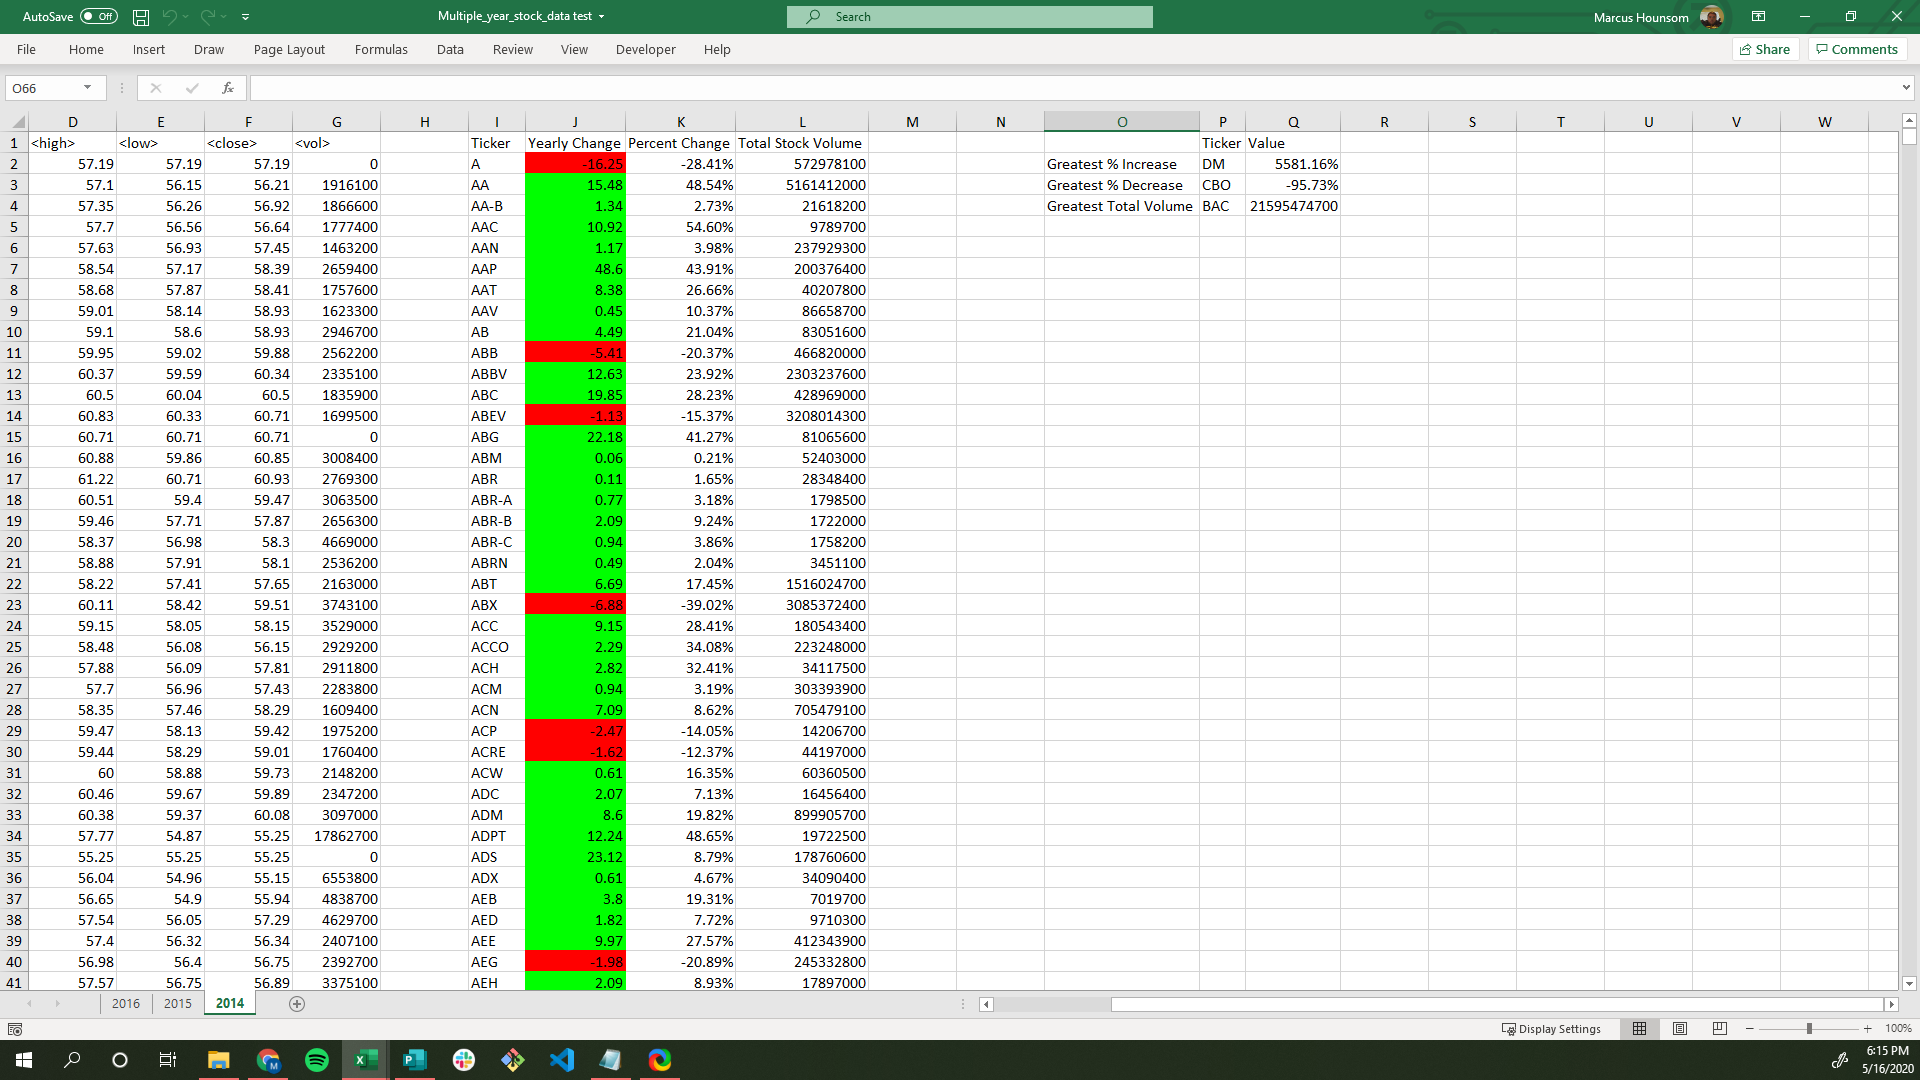 AutoSave Off Multiple_year_stock_data test Search Marcus Hounsom
File Home Insert Draw Page Layout Formulas Data Review View Developer Help Share Comments
O66 fx
D E F G H I J K L M N O P Q R S T U V W
1 <high> <low> <close> <vol> Ticker Yearly Change Percent Change Total Stock Volume Ticker Value
2 57.19 57.19 57.19 0 A -16.25 -28.41% 572978100 Greatest % Increase DM 5581.16%
3 57.1 56.15 56.21 1916100 AA 15.48 48.54% 5161412000 Greatest % Decrease CBO -95.73%
4 57.35 56.26 56.92 1866600 AA-B 1.34 2.73% 21618200 Greatest Total Volume BAC 21595474700
5 57.7 56.56 56.64 1777400 AAC 10.92 54.60% 9789700
6 57.63 56.93 57.45 1463200 AAN 1.17 3.98% 237929300
7 58.54 57.17 58.39 2659400 AAP 48.6 43.91% 200376400
8 58.68 57.87 58.41 1757600 AAT 8.38 26.66% 40207800
9 59.01 58.14 58.93 1623300 AAV 0.45 10.37% 86658700
10 59.1 58.6 58.93 2946700 AB 4.49 21.04% 83051600
11 59.95 59.02 59.88 2562200 ABB -5.41 -20.37% 466820000
12 60.37 59.59 60.34 2335100 ABBV 12.63 23.92% 2303237600
13 60.5 60.04 60.5 1835900 ABC 19.85 28.23% 428969000
14 60.83 60.33 60.71 1699500 ABEV -1.13 -15.37% 3208014300
15 60.71 60.71 60.71 0 ABG 22.18 41.27% 81065600
16 60.88 59.86 60.85 3008400 ABM 0.06 0.21% 52403000
17 61.22 60.71 60.93 2769300 ABR 0.11 1.65% 28348400
18 60.51 59.4 59.47 3063500 ABR-A 0.77 3.18% 1798500
19 59.46 57.71 57.87 2656300 ABR-B 2.09 9.24% 1722000
20 58.37 56.98 58.3 4669000 ABR-C 0.94 3.86% 1758200
21 58.88 57.91 58.1 2536200 ABRN 0.49 2.04% 3451100
22 58.22 57.41 57.65 2163000 ABT 6.69 17.45% 1516024700
23 60.11 58.42 59.51 3743100 ABX -6.88 -39.02% 3085372400
24 59.15 58.05 58.15 3529000 ACC 9.15 28.41% 180543400
25 58.48 56.08 56.15 2929200 ACCO 2.29 34.08% 223248000
26 57.88 56.09 57.81 2911800 ACH 2.82 32.41% 34117500
27 57.7 56.96 57.43 2283800 ACM 0.94 3.19% 303393900
28 58.35 57.46 58.29 1609400 ACN 7.09 8.62% 705479100
29 59.47 58.13 59.42 1975200 ACP -2.47 -14.05% 14206700
30 59.44 58.29 59.01 1760400 ACRE -1.62 -12.37% 44197000
31 60 58.88 59.73 2148200 ACW 0.61 16.35% 60360500
32 60.46 59.67 59.89 2347200 ADC 2.07 7.13% 16456400
33 60.38 59.37 60.08 3097000 ADM 8.6 19.82% 899905700
34 57.77 54.87 55.25 17862700 ADPT 12.24 48.65% 19722500
35 55.25 55.25 55.25 0 ADS 23.12 8.79% 178760600
36 56.04 54.96 55.15 6553800 ADX 0.61 4.67% 34090400
37 56.65 54.9 55.94 4838700 AEB 3.8 19.31% 7019700
38 57.54 56.05 57.29 4629700 AED 1.82 7.72% 9710300
39 57.4 56.32 56.34 2407100 AEE 9.97 27.57% 412343900
40 56.98 56.4 56.75 2392700 AEG -1.98 -20.89% 245332800
41 57.57 56.75 56.89 3375100 AEH 2.09 8.93% 17897000
2016 2015 2014
Display Settings 100%
6:15 PM
5/16/2020